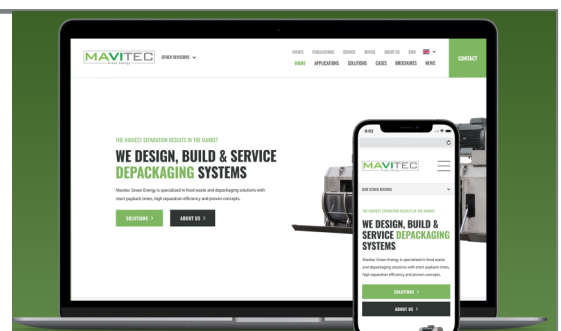 EVENTS PUBLICATIONS SERVICE RENTAL ABOUT US JOBS
MAVITEC
Green Energy
OTHER DIVISIONS
HOME APPLICATIONS SOLUTIONS CASES BROCHURES NEWS
CONTACT
THE HIGHEST SEPARATION RESULTS IN THE MARKET
WE DESIGN, BUILD & SERVICE
DEPACKAGING SYSTEMS
Mavitec Green Energy is specialized in food waste and depackaging solutions with
short payback times, high separation efficiency and proven concepts.
SOLUTIONS >
ABOUT US >
MAVITEC
OUR OTHER DIVISIONS
THE HIGHEST SEPARATION RESULTS IN THE MARKET
WE DESIGN, BUILD &
SERVICE DEPACKAGING
SYSTEMS
Mavitec Green Energy is specialized in food waste
and depackaging solutions with short payback times,
high separation efficiency and proven concepts.
SOLUTIONS >
ABOUT US >